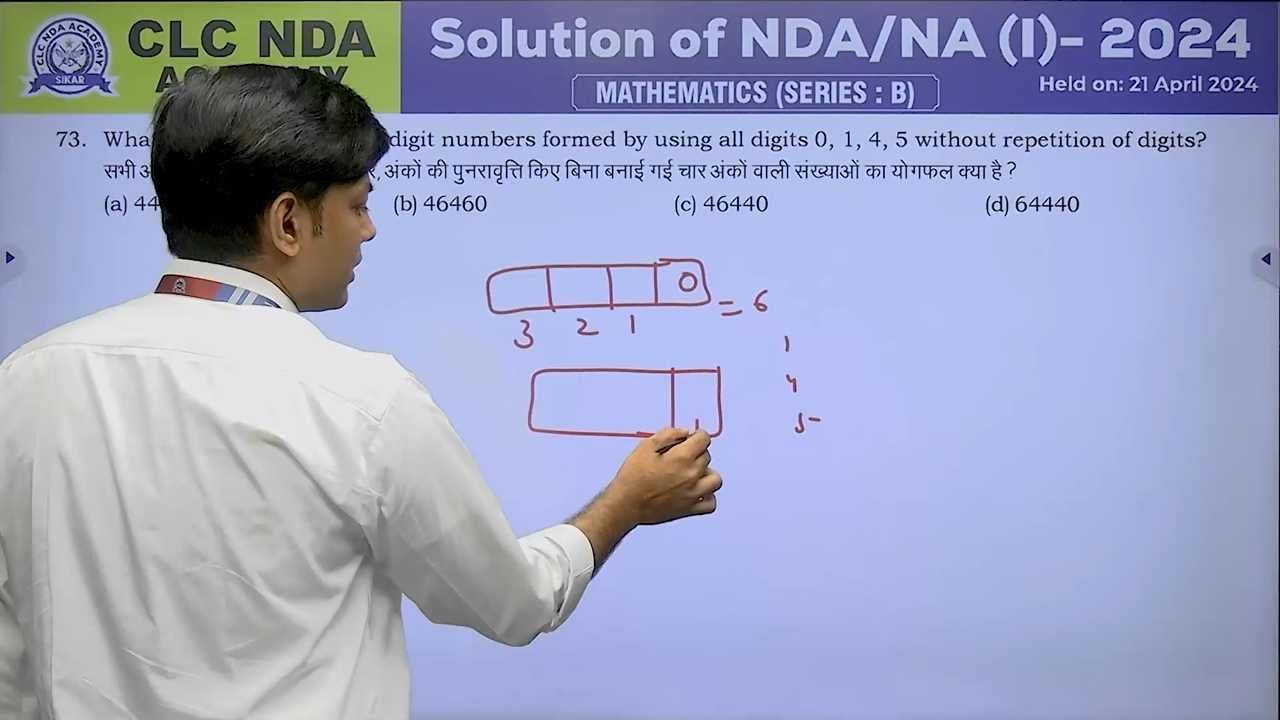 CLC NDA ACADEMY
SIKAR
CLC NDA
ACADEMY
Solution of NDA/NA (I)- 2024
MATHEMATICS (SERIES : B)
Held on: 21 April 2024
73. digit numbers formed by using all digits 0, 1, 4, 5 without repetition of digits?
सभी अंकों की पुनरावृत्ति किए बिना बनाई गई चार अंकों वाली संख्याओं का योगफल क्या है ?
(a) 44 (b) 46460 (c) 46440 (d) 64440
0
= 6
3 2 1
1
4
5
1